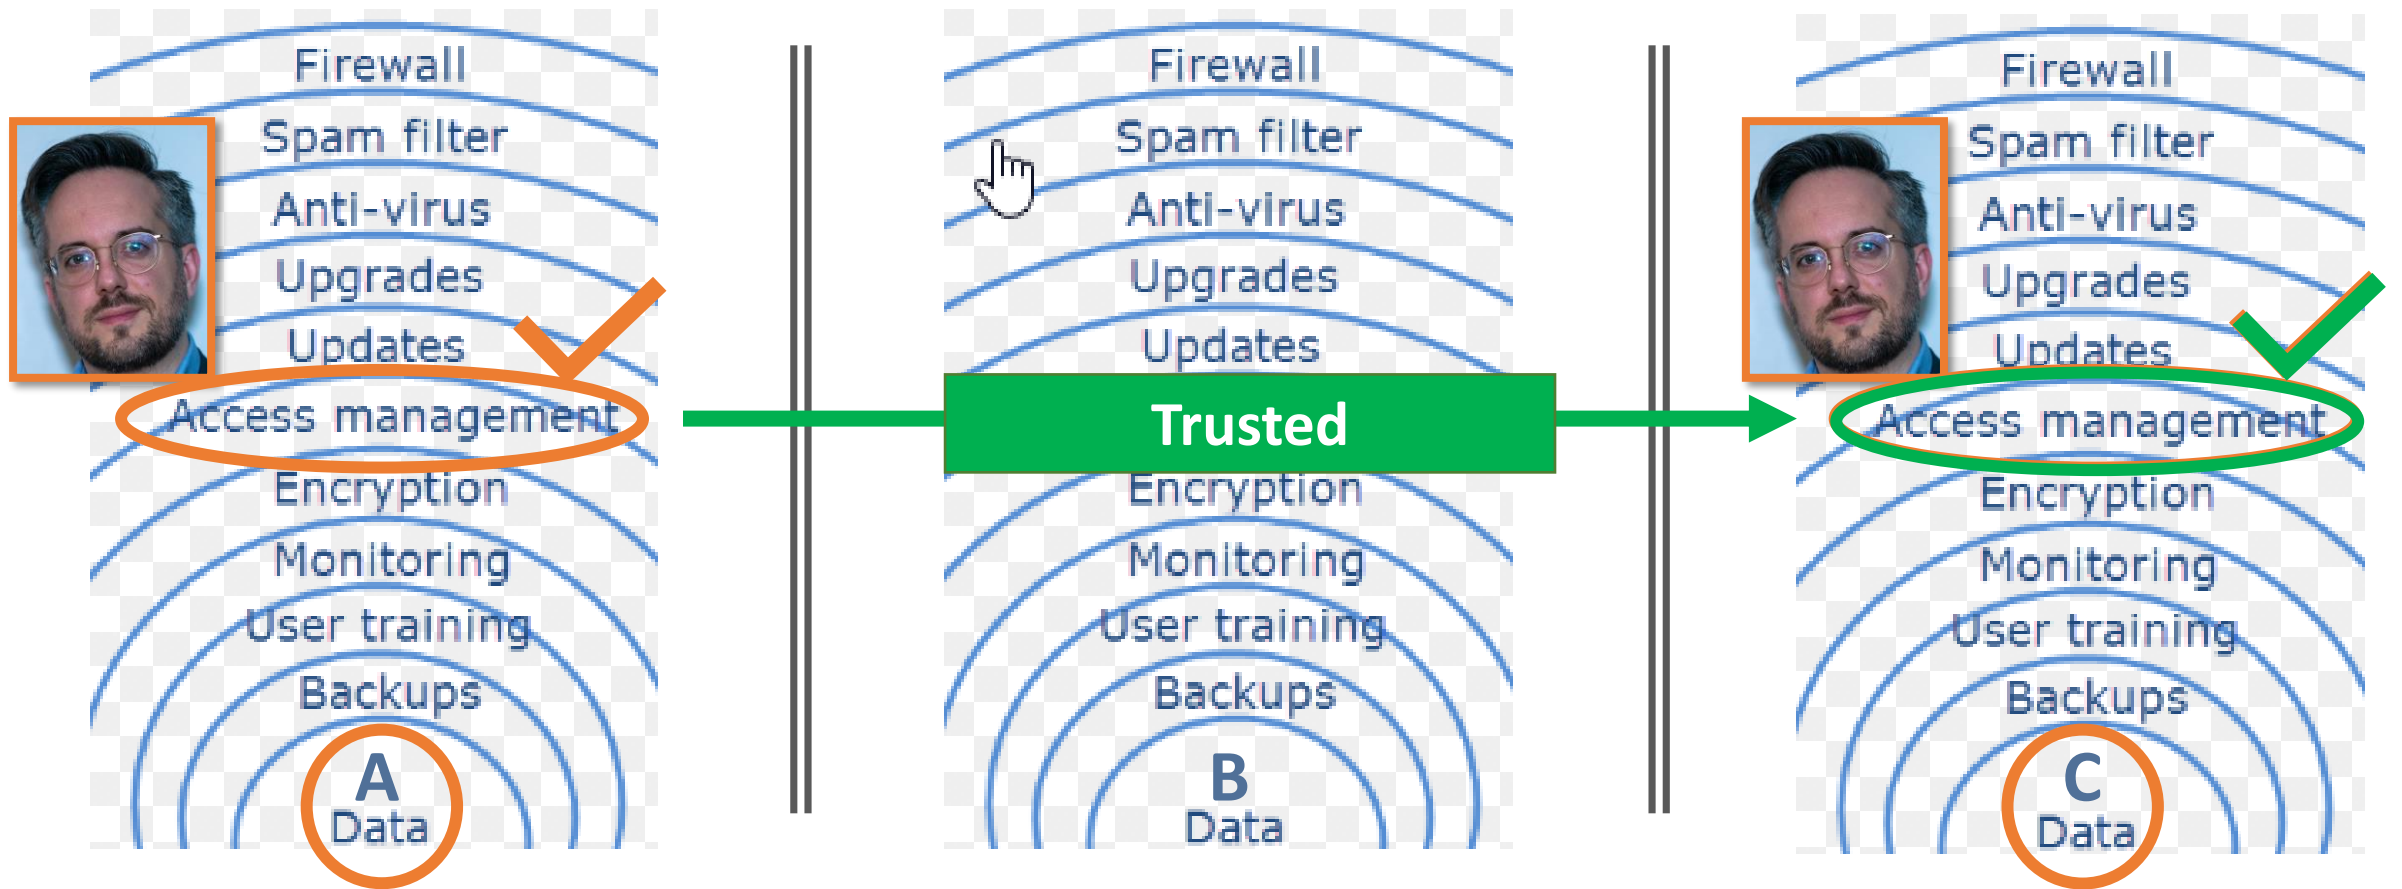 Firewall
Spam filter
Anti-virus
Upgrades
Updates
Access management
Encryption
Monitoring
User training
Backups
A
Data
Firewall
Spam filter
Anti-virus
Upgrades
Updates
Trusted
Encryption
Monitoring
User training
Backups
B
Data
Firewall
Spam filter
Anti-virus
Upgrades
Updates
Access management
Encryption
Monitoring
User training
Backups
C
Data